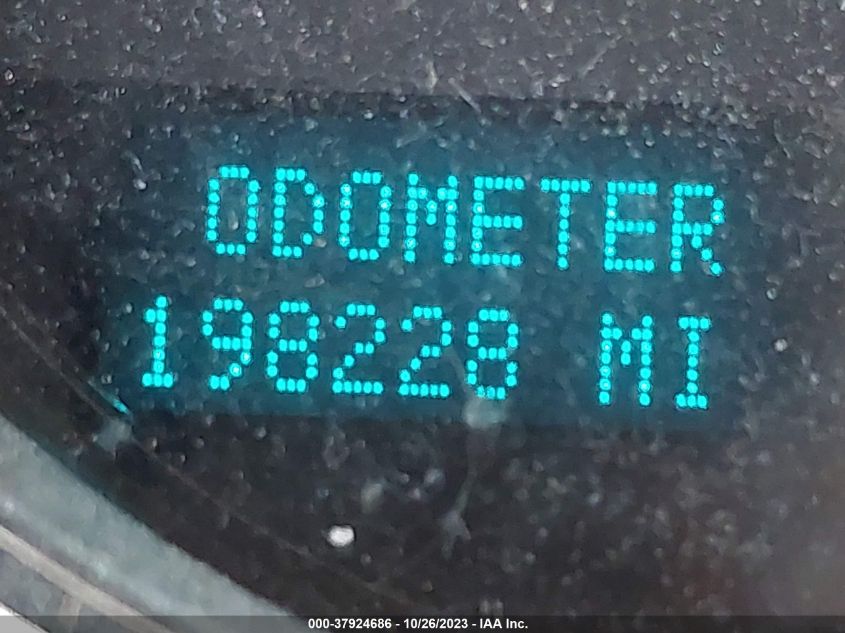 ODOMETER
198228 MI
000-37924686 - 10/26/2023 - IAA Inc.